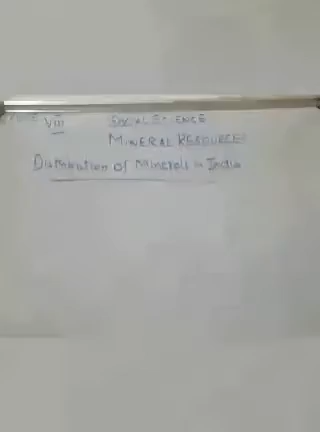 VIII SOCIAL SCIENCE
MINERAL RESOURCES
Distribution of Minerals in India